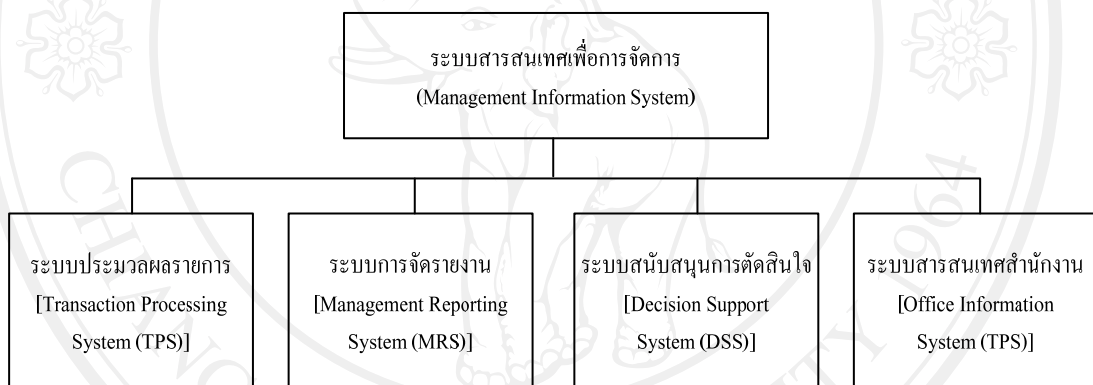 ระบบสารสนเทศเพื่อการจัดการ
(Management Information System)
ระบบประมวลผลรายการ
[Transaction Processing
System (TPS)]
ระบบการจัดรายงาน
[Management Reporting
System (MRS)]
ระบบสนับสนุนการตัดสินใจ
[Decision Support
System (DSS)]
ระบบสารสนเทศสำนักงาน
[Office Information
System (TPS)]